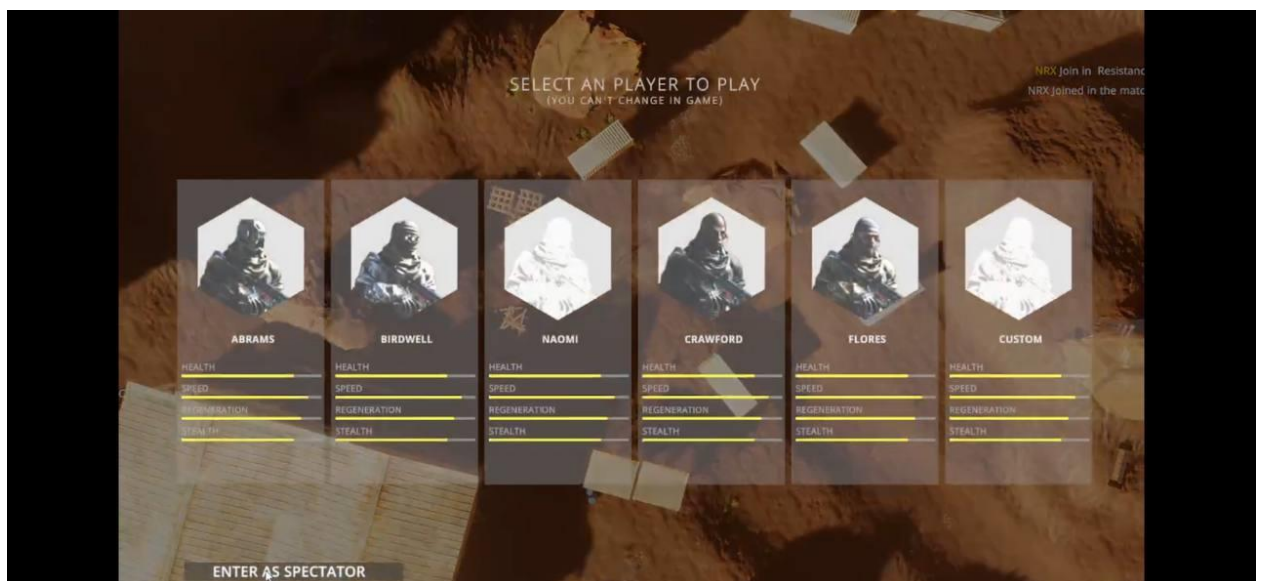 SELECT AN PLAYER TO PLAY
(YOU CAN'T CHANGE IN GAME)
NRX Join in Resistanc
NRX Joined in the matc
ABRAMS
HEALTH
SPEED
REGENERATION
STEALTH
BIRDWELL
HEALTH
SPEED
REGENERATION
STEALTH
NAOMI
HEALTH
SPEED
REGENERATION
STEALTH
CRAWFORD
HEALTH
SPEED
REGENERATION
STEALTH
FLORES
HEALTH
SPEED
REGENERATION
STEALTH
CUSTOM
HEALTH
SPEED
REGENERATION
STEALTH
ENTER AS SPECTATOR